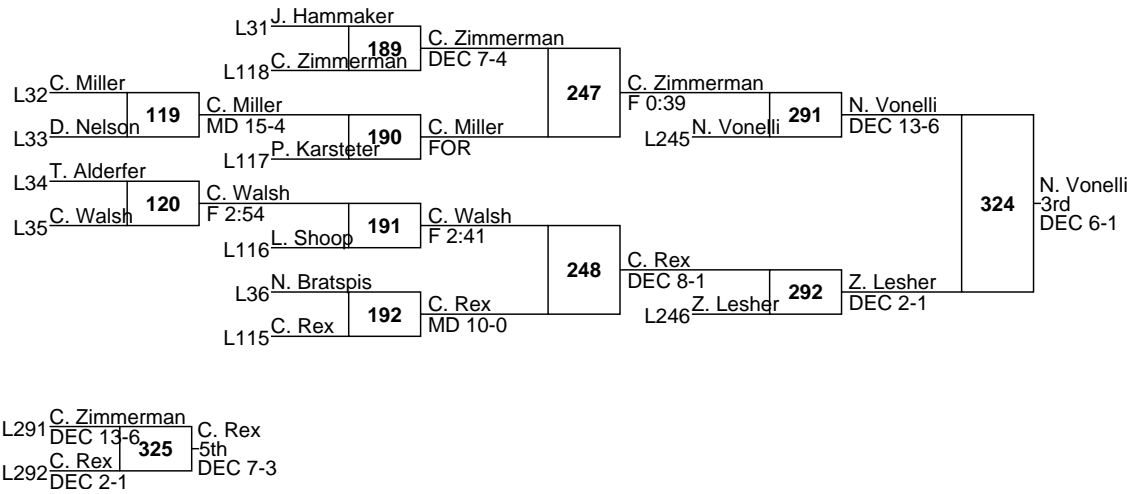 J. Hammaker
L31
189
C. Zimmerman
DEC 7-4
L118
C. Zimmerman
C. Miller
L32
119
C. Miller
MD 15-4
L33
D. Nelson
190
C. Miller
FOR
L117
P. Karsteter
247
C. Zimmerman
F 0:39
L245
N. Vonelli
291
N. Vonelli
DEC 13-6
T. Alderfer
L34
120
C. Walsh
F 2:54
L35
C. Walsh
191
C. Walsh
F 2:41
L116
L. Shoop
248
C. Rex
DEC 8-1
N. Bratspis
L36
192
C. Rex
MD 10-0
L115
C. Rex
292
Z. Lesher
DEC 2-1
L246
Z. Lesher
324
N. Vonelli
3rd
DEC 6-1
L291
C. Zimmerman
DEC 13-6
325
C. Rex
5th
DEC 7-3
L292
C. Rex
DEC 2-1